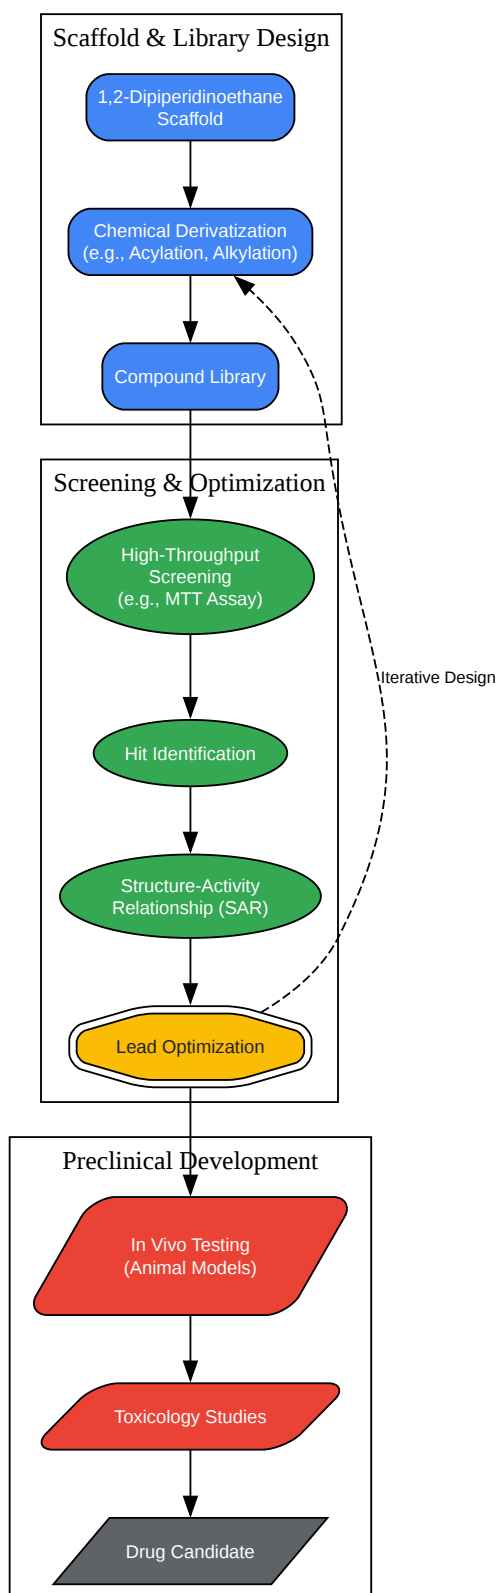 Scaffold & Library Design
1,2-Dipiperidinoethane
Scaffold
Chemical Derivatization
(e.g., Acylation, Alkylation)
Compound Library
Screening & Optimization
High-Throughput
Screening
(e.g., MTT Assay)
Iterative Design
Hit Identification
Structure-Activity
Relationship (SAR)
Lead Optimization
Preclinical Development
In Vivo Testing
(Animal Models)
Toxicology Studies
Drug Candidate